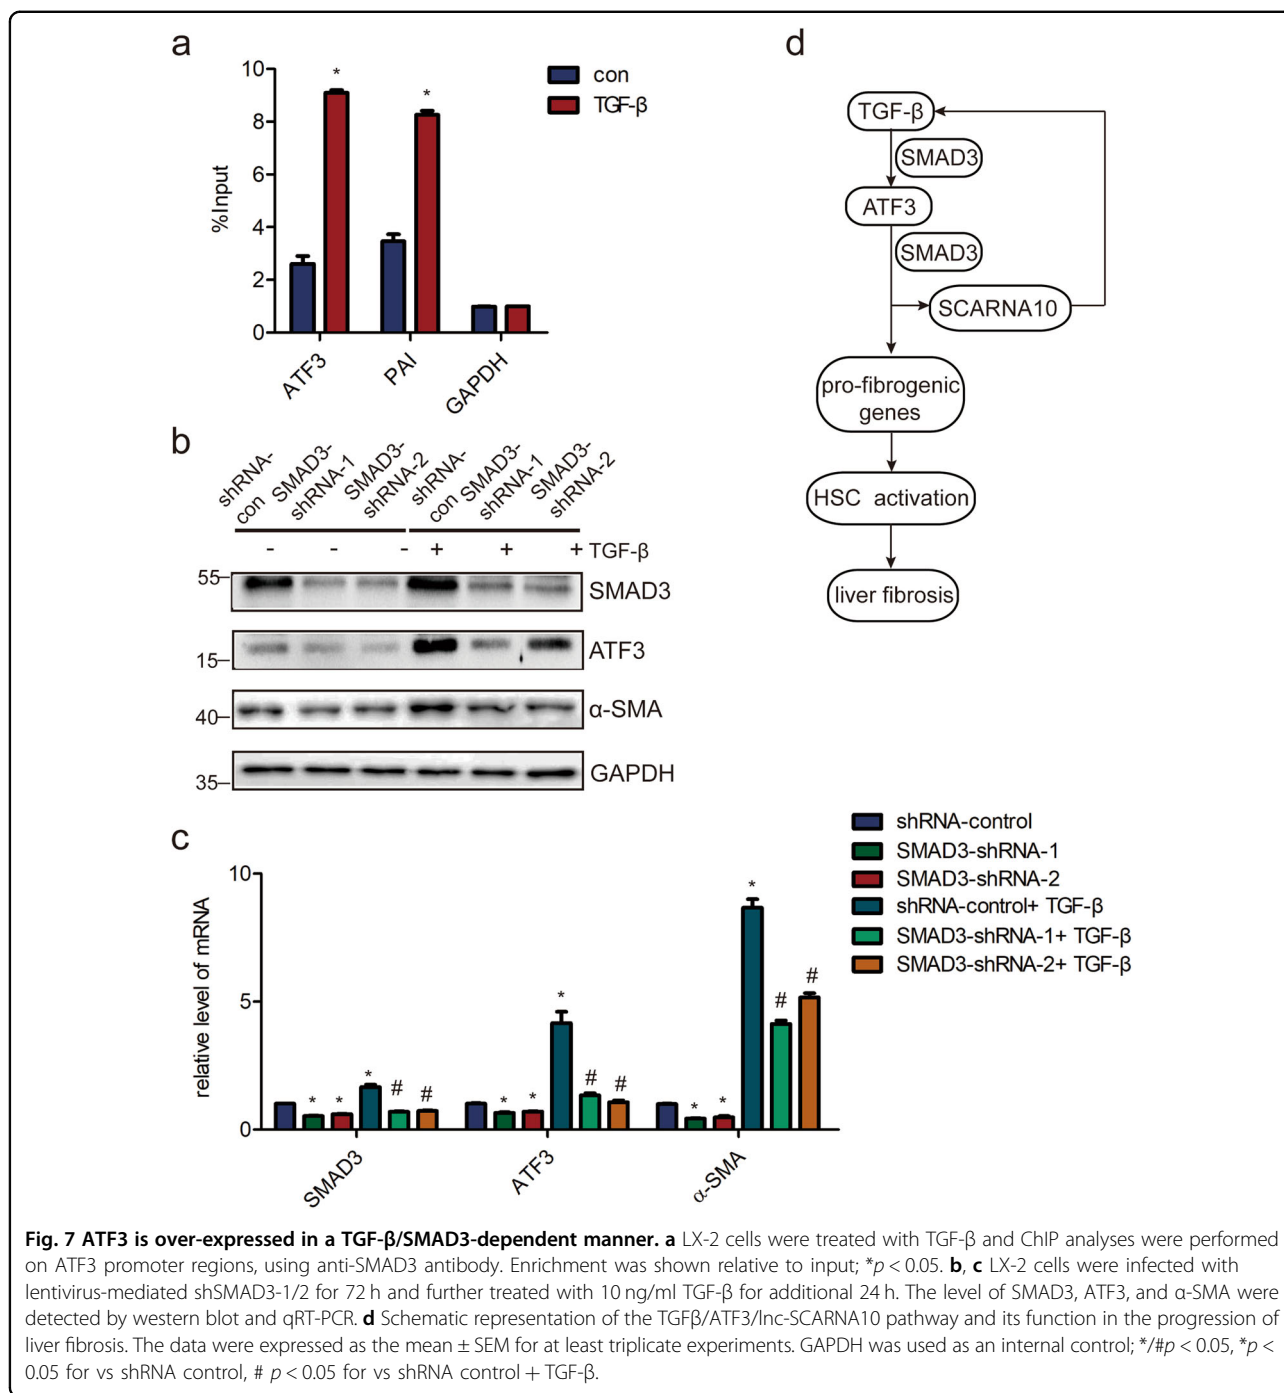 a
10
8
6
4
2
0
%Input
*
*
con
TGF-β
ATF3
PAI
GAPDH
b
shRNA-con
SMAD3-shRNA-1
SMAD3-shRNA-2
shRNA-con
SMAD3-shRNA-1
SMAD3-shRNA-2
- - - + + + TGF-β
55 SMAD3
15 ATF3
40 α-SMA
35 GAPDH
c
10
5
0
relative level of mRNA
* * * # #
* * * # #
* * * # #
SMAD3
ATF3
α-SMA
shRNA-control
SMAD3-shRNA-1
SMAD3-shRNA-2
shRNA-control+ TGF-β
SMAD3-shRNA-1+ TGF-β
SMAD3-shRNA-2+ TGF-β
d
TGF-β
SMAD3
ATF3
SMAD3
SCARNA10
pro-fibrogenic
genes
HSC activation
liver fibrosis
Fig. 7 ATF3 is over-expressed in a TGF-β/SMAD3-dependent manner. a LX-2 cells were treated with TGF-β and ChIP analyses were performed
on ATF3 promoter regions, using anti-SMAD3 antibody. Enrichment was shown relative to input; *p < 0.05. b, c LX-2 cells were infected with
lentivirus-mediated shSMAD3-1/2 for 72 h and further treated with 10 ng/ml TGF-β for additional 24 h. The level of SMAD3, ATF3, and α-SMA were
detected by western blot and qRT-PCR. d Schematic representation of the TGFβ/ATF3/lnc-SCARNA10 pathway and its function in the progression of
liver fibrosis. The data were expressed as the mean ± SEM for at least triplicate experiments. GAPDH was used as an internal control; */#p < 0.05, *p <
0.05 for vs shRNA control, # p < 0.05 for vs shRNA control + TGF-β.